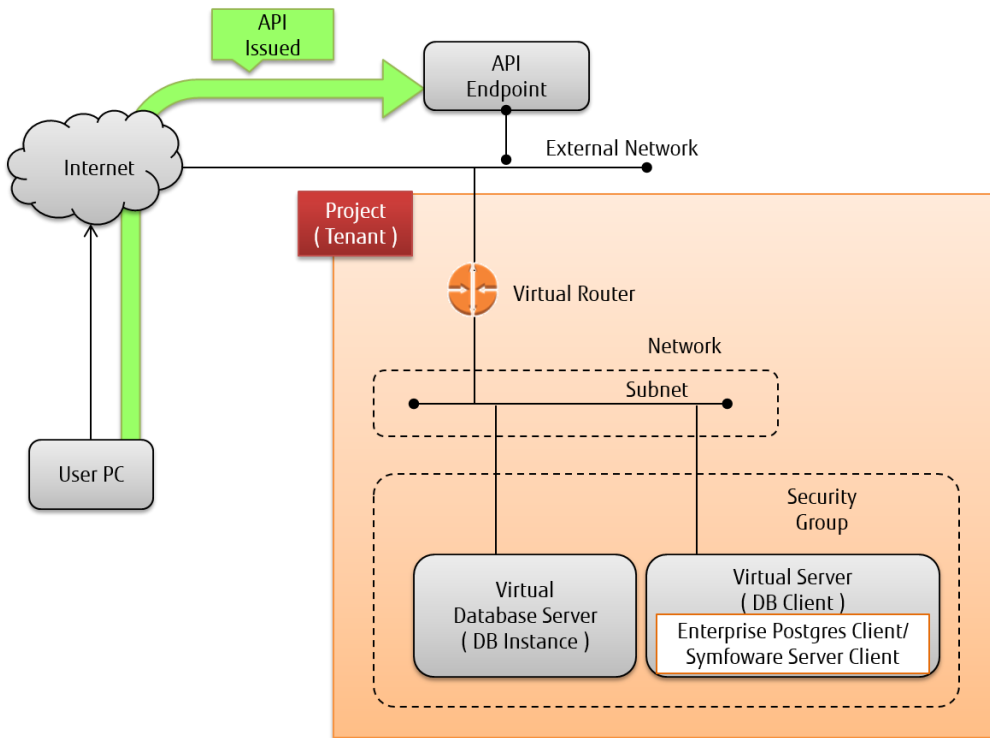 API
Issued
API
Endpoint
Internet
External Network
Project
( Tenant )
Virtual Router
Network
Subnet
User PC
Security
Group
Virtual
Database Server
( DB Instance )
Virtual Server
( DB Client )
Enterprise Postgres Client/
Symfoware Server Client